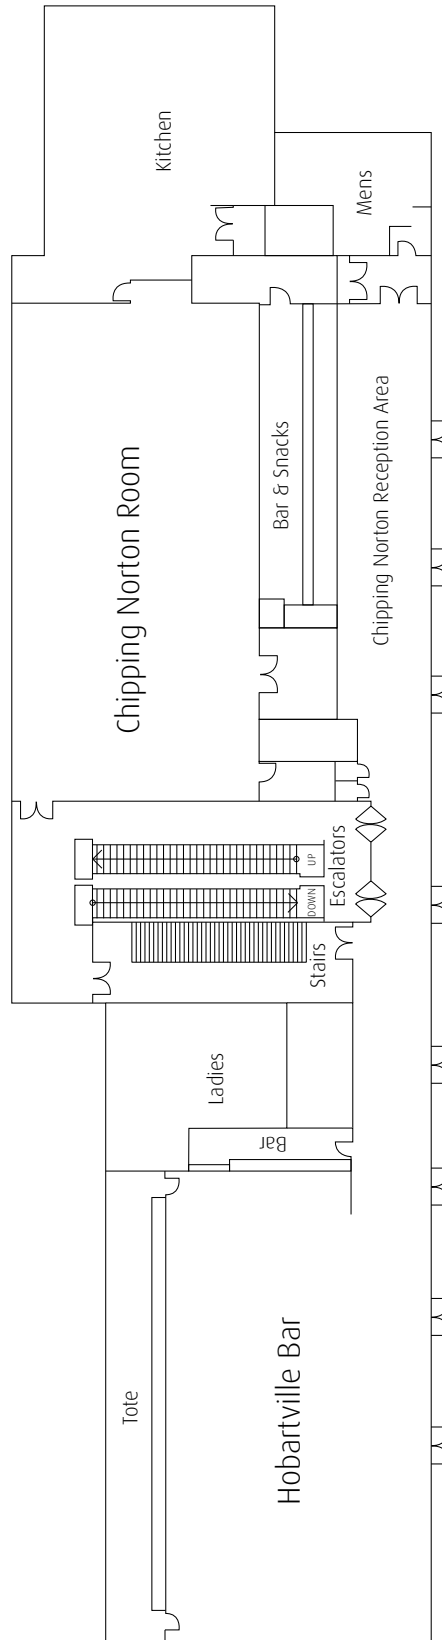 Kitchen
Mens
Chipping Norton Room
Bar & Snacks
Chipping Norton Reception Area
UP
DOWN
Escalators
Stairs
Ladies
Bar
Tote
Hobartville Bar